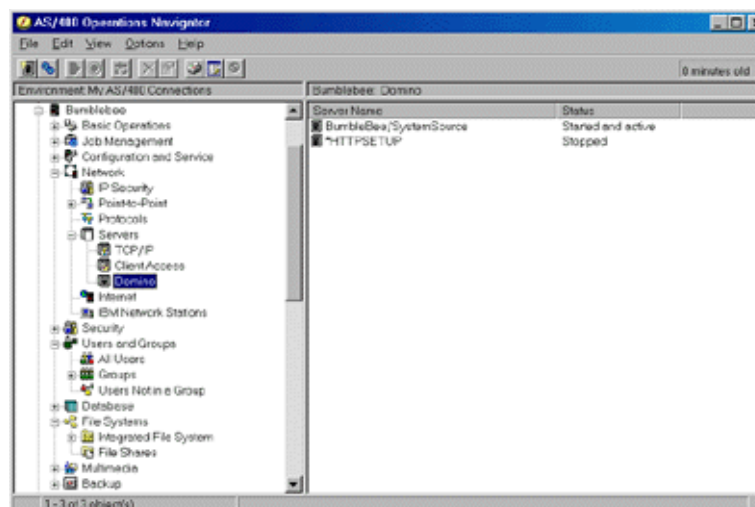 AS/400 Operations Navigator
File Edit View Options Help
0 minutes old
Environment: My AS/400 Connections
Bumblebee: Domino
Bumblebee
Basic Operations
Job Management
Configuration and Service
Network
IP Security
Point-to-Point
Protocols
Servers
TCP/IP
Client Access
Domino
Internet
IBM Network Stations
Security
Users and Groups
All Users
Groups
Users Not in a Group
Database
File Systems
Integrated File System
File Shares
Multimedia
Backup
Server Name Status
BumbleBee/SystemSource Started and active
*HTTPSETUP Stopped
object(s)